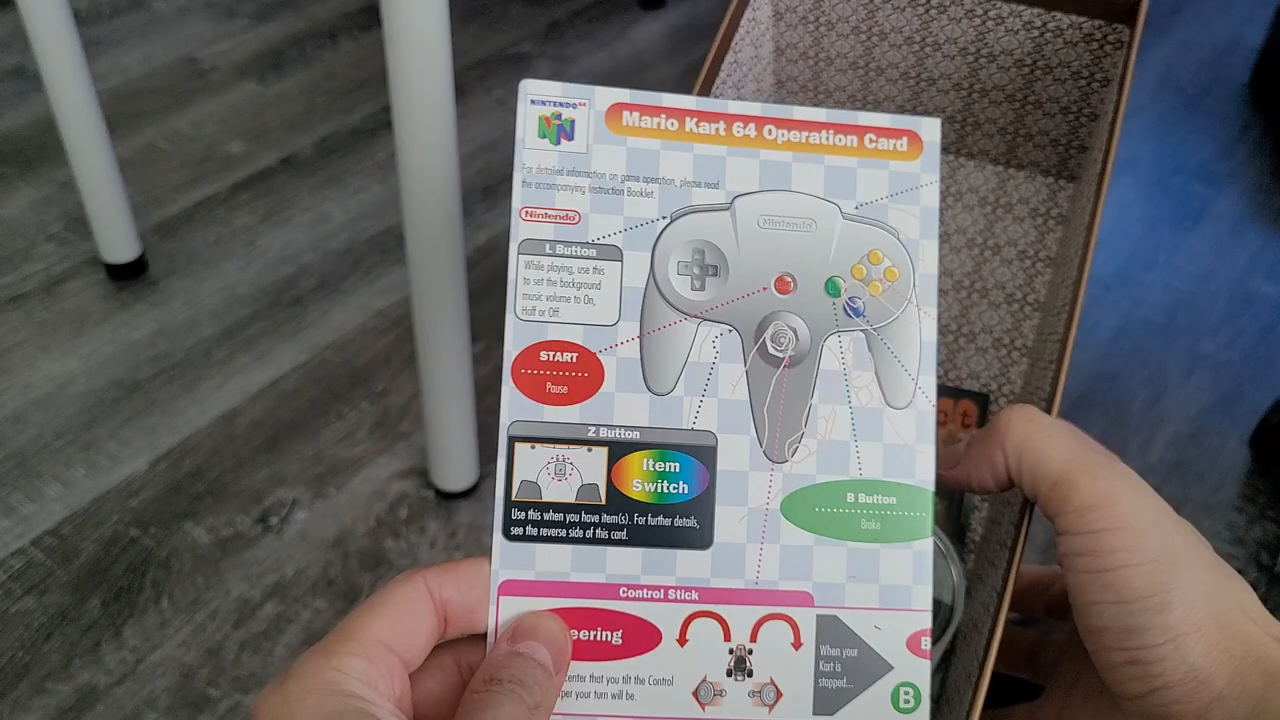 NINTENDO 64
Mario Kart 64 Operation Card
For detailed information on game operation, please read
the accompanying Instruction Booklet.
Nintendo
Nintendo
L Button
While playing, use this
to set the background
music volume to On,
Half or Off.
START
START
Pause
Z Button
Item
Switch
Use this when you have item(s). For further details,
see the reverse side of this card.
B Button
Brake
Control Stick
eering
center that you tilt the Control
per your turn will be.
When your
Kart is
stopped...
B
B